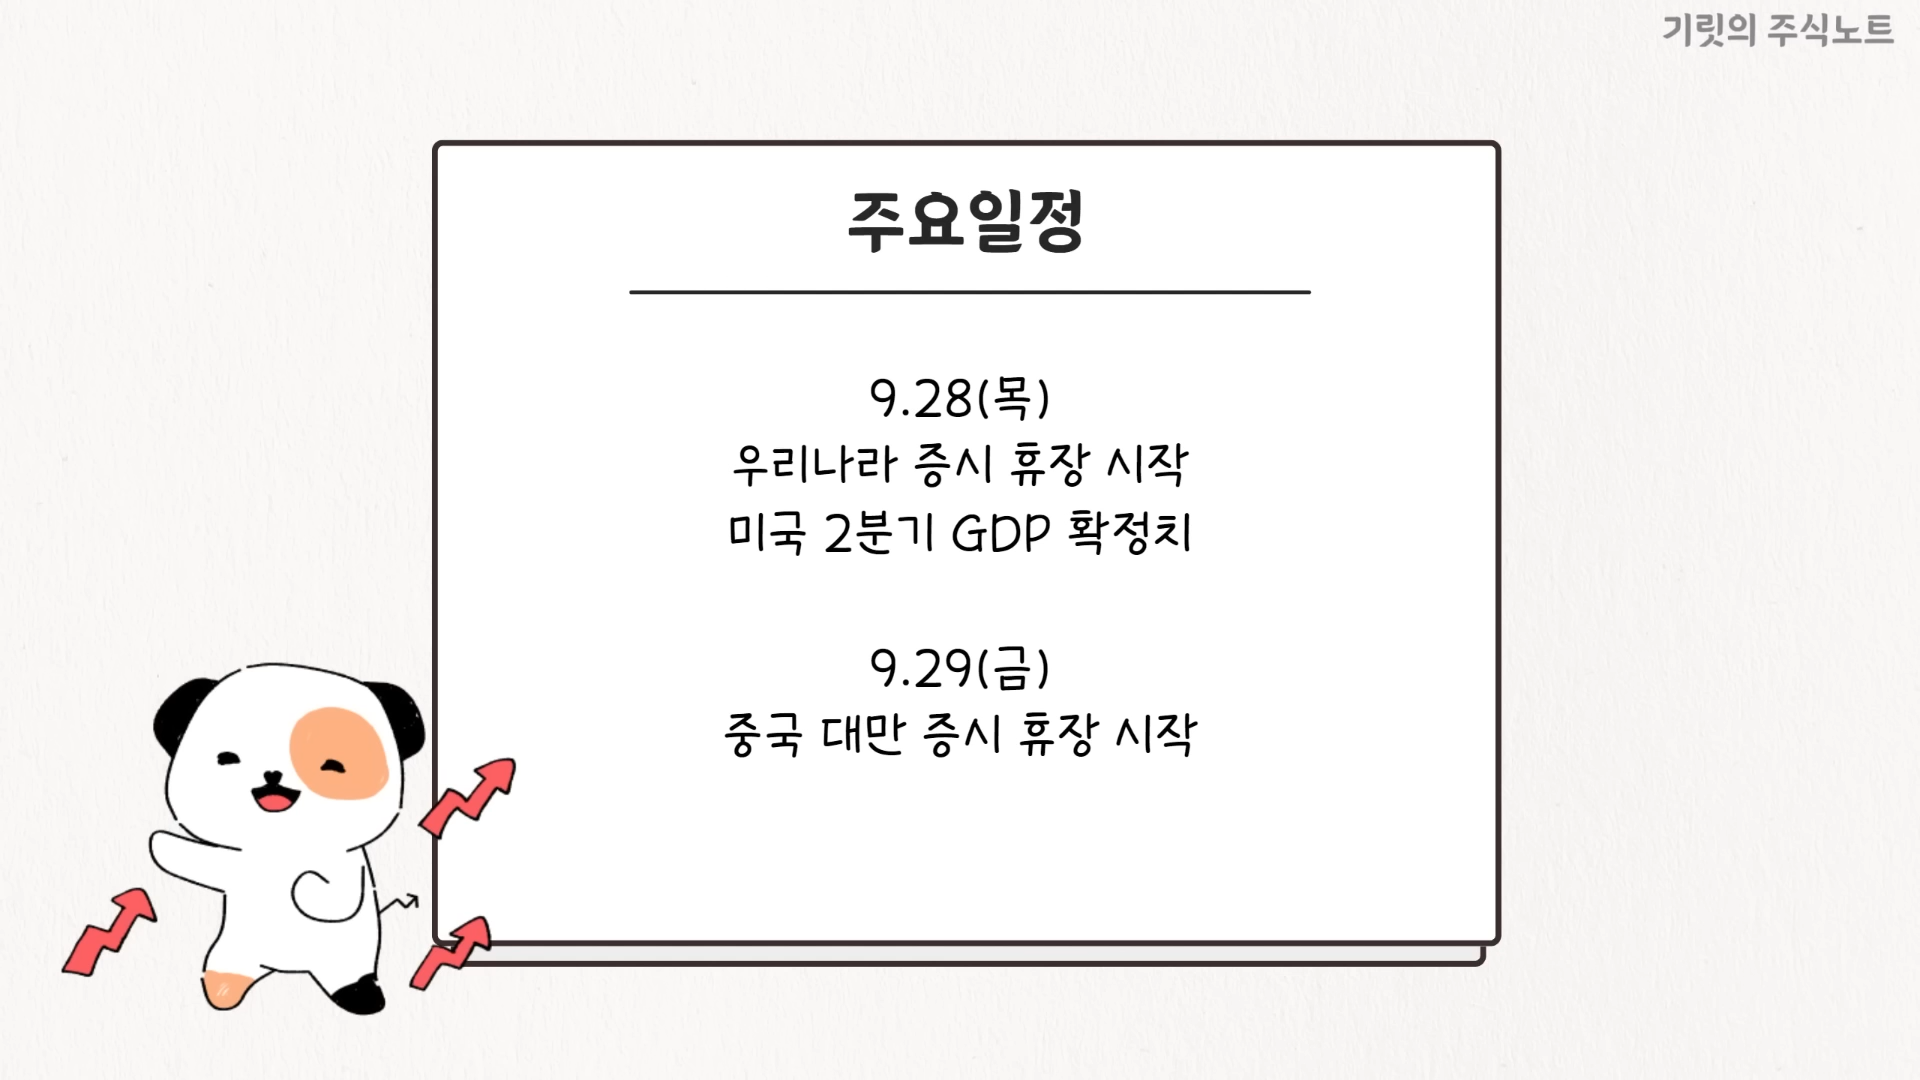 기릿의 주식노트
주요일정
9.28(목)
우리나라 증시 휴장 시작
미국 2분기 GDP 확정치
9.29(금)
중국 대만 증시 휴장 시작